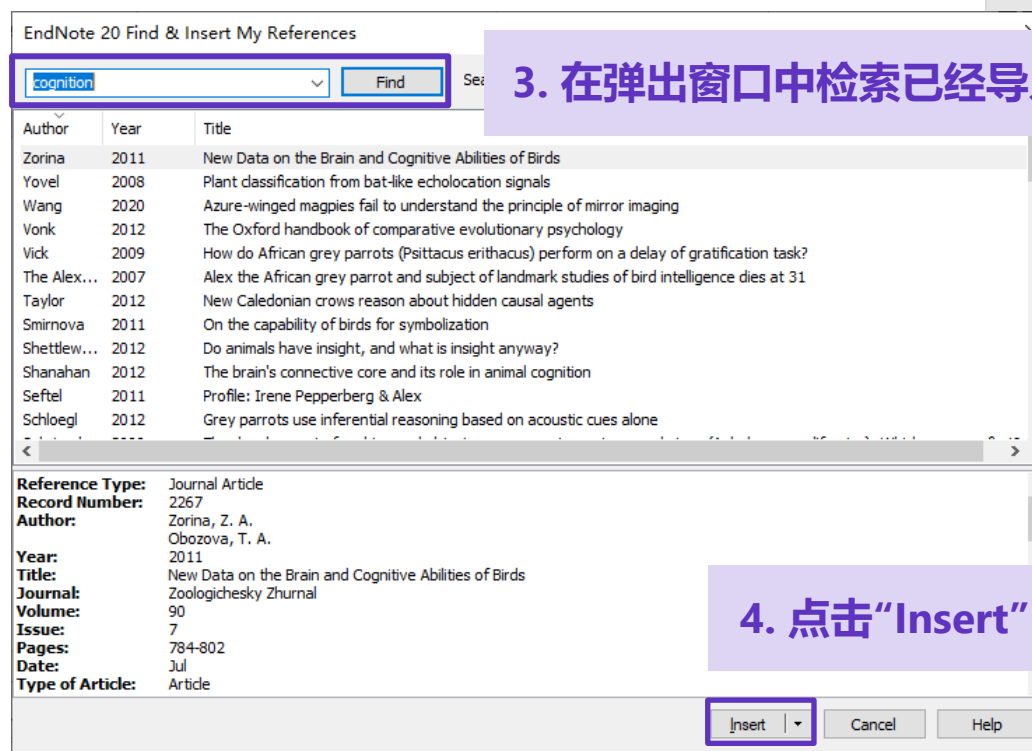 EndNote 20 Find & Insert My References
cognition Find Sea
3. 在弹出窗口中检索已经导
Author Year Title
Zorina 2011 New Data on the Brain and Cognitive Abilities of Birds
Yovel 2008 Plant classification from bat-like echolocation signals
Wang 2020 Azure-winged magpies fail to understand the principle of mirror imaging
Vonk 2012 The Oxford handbook of comparative evolutionary psychology
Vick 2009 How do African grey parrots (Psittacus erithacus) perform on a delay of gratification task?
The Alex... 2007 Alex the African grey parrot and subject of landmark studies of bird intelligence dies at 31
Taylor 2012 New Caledonian crows reason about hidden causal agents
Smirnova 2011 On the capability of birds for symbolization
Shettlew... 2012 Do animals have insight, and what is insight anyway?
Shanahan 2012 The brain's connective core and its role in animal cognition
Seftel 2011 Profile: Irene Pepperberg & Alex
Schloegl 2012 Grey parrots use inferential reasoning based on acoustic cues alone
Reference Type: Journal Article
Record Number: 2267
Author: Zorina, Z. A.
Obozova, T. A.
Year: 2011
Title: New Data on the Brain and Cognitive Abilities of Birds
Journal: Zoologichesky Zhurnal
Volume: 90
Issue: 7
Pages: 784-802
Date: Jul
Type of Article: Article
4. 点击“Insert”
Insert Cancel Help